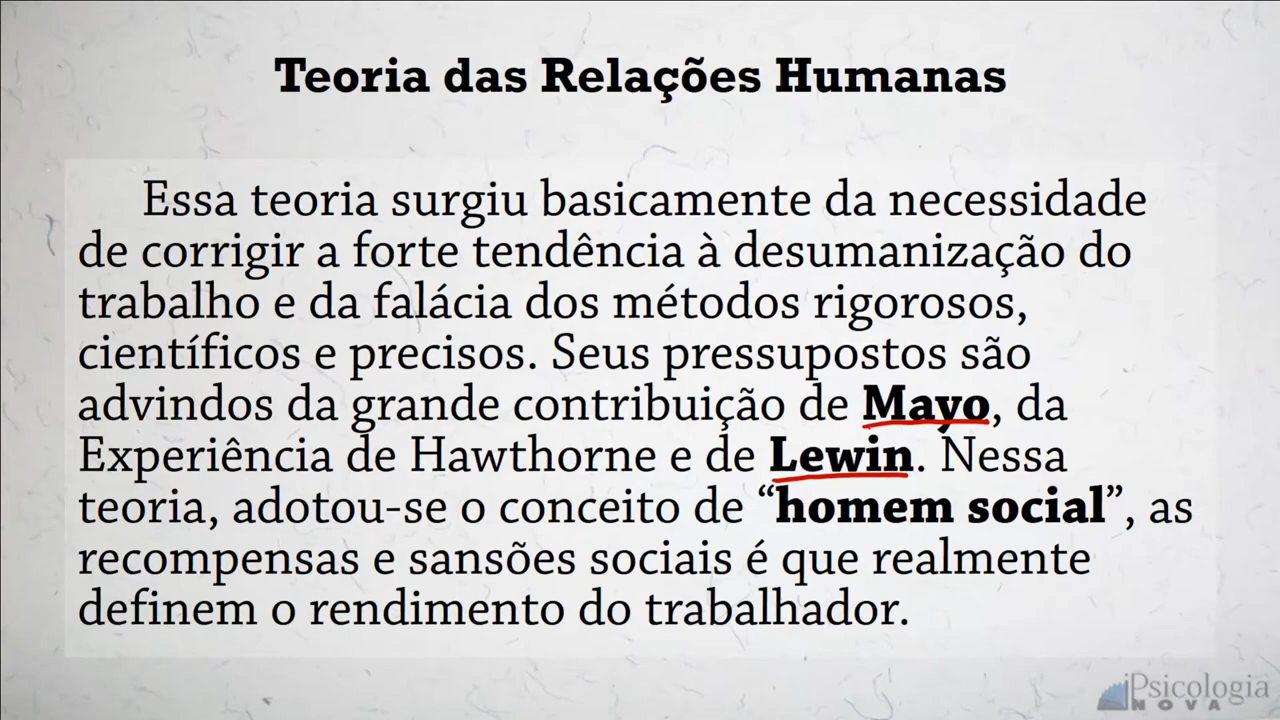 Teoria das Relações Humanas
Essa teoria surgiu basicamente da necessidade
de corrigir a forte tendência à desumanização do
trabalho e da falácia dos métodos rigorosos,
científicos e precisos. Seus pressupostos são
advindos da grande contribuição de Mayo, da
Experiência de Hawthorne e de Lewin. Nessa
teoria, adotou-se o conceito de “homem social”, as
recompensas e sansões sociais é que realmente
definem o rendimento do trabalhador.
Psicologia
NOVA